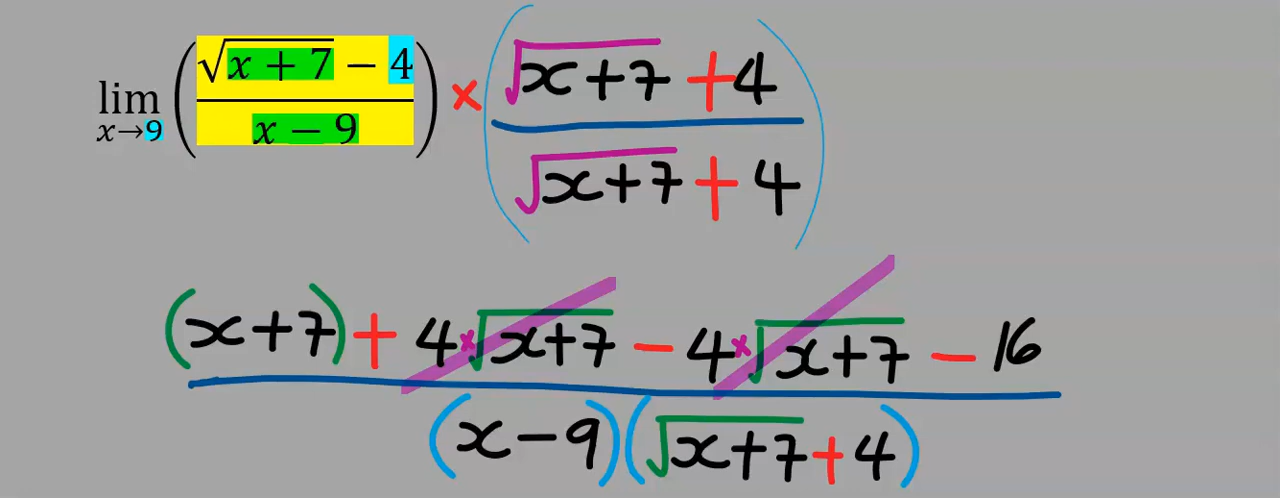 lim x→9 ( (√(x + 7) − 4) / (x − 9) ) × ( (√(x+7) + 4) / (√(x+7) + 4) )
( (x+7) + 4×√(x+7) − 4×√(x+7) − 16 ) / ( (x−9)(√(x+7) + 4) )